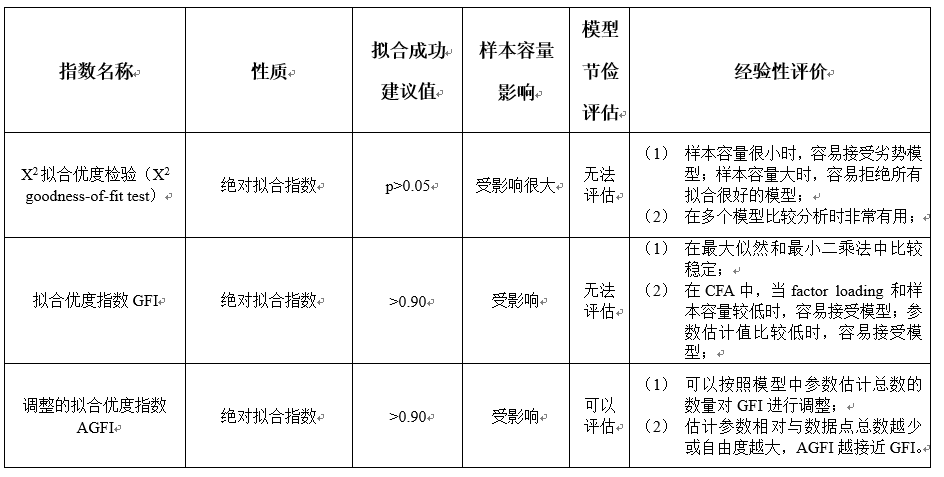 指数名称
性质
拟合成功
建议值
样本容量
影响
模型
节俭
评估
经验性评价
X²拟合优度检验（X²
goodness-of-fit test）
绝对拟合指数
p>0.05
受影响很大
无法
评估
（1） 样本容量很小时，容易接受劣势模
型；样本容量大时，容易拒绝所有
拟合很好的模型；
（2） 在多个模型比较分析时非常有用；
拟合优度指数 GFI
绝对拟合指数
>0.90
受影响
无法
评估
（1） 在最大似然和最小二乘法中比较
稳定；
（2） 在 CFA 中，当 factor loading 和样
本容量较低时，容易接受模型；参
数估计值比较低时，容易接受模
型；
调整的拟合优度指数
AGFI
绝对拟合指数
>0.90
受影响
可以
评估
（1） 可以按照模型中参数估计总数的
数量对 GFI 进行调整；
（2） 估计参数相对与数据点总数越少
或自由度越大，AGFI 越接近 GFI。